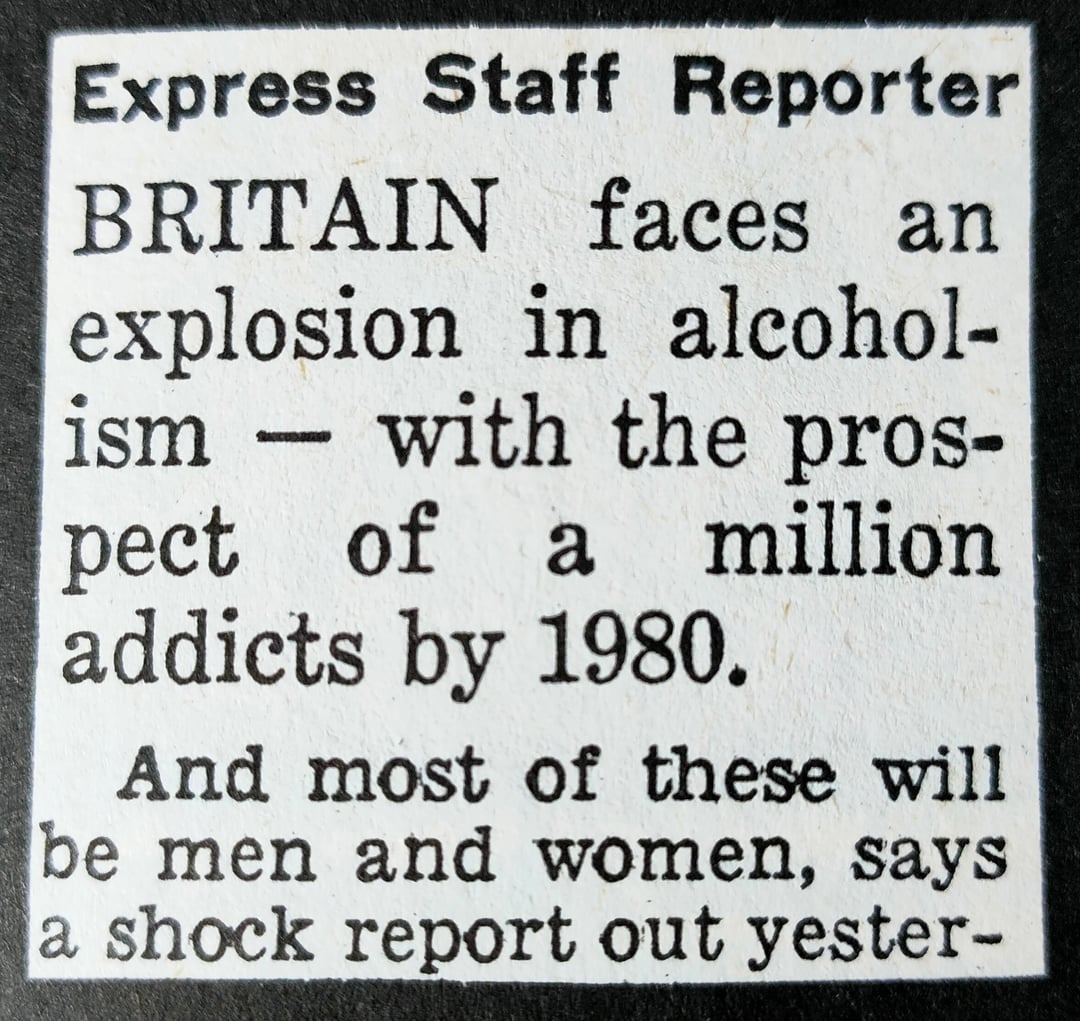 Express Staff Reporter
BRITAIN faces an
explosion in alcohol-
ism — with the pros-
pect of a million
addicts by 1980.
And most of these will
be men and women, says
a shock report out yester-